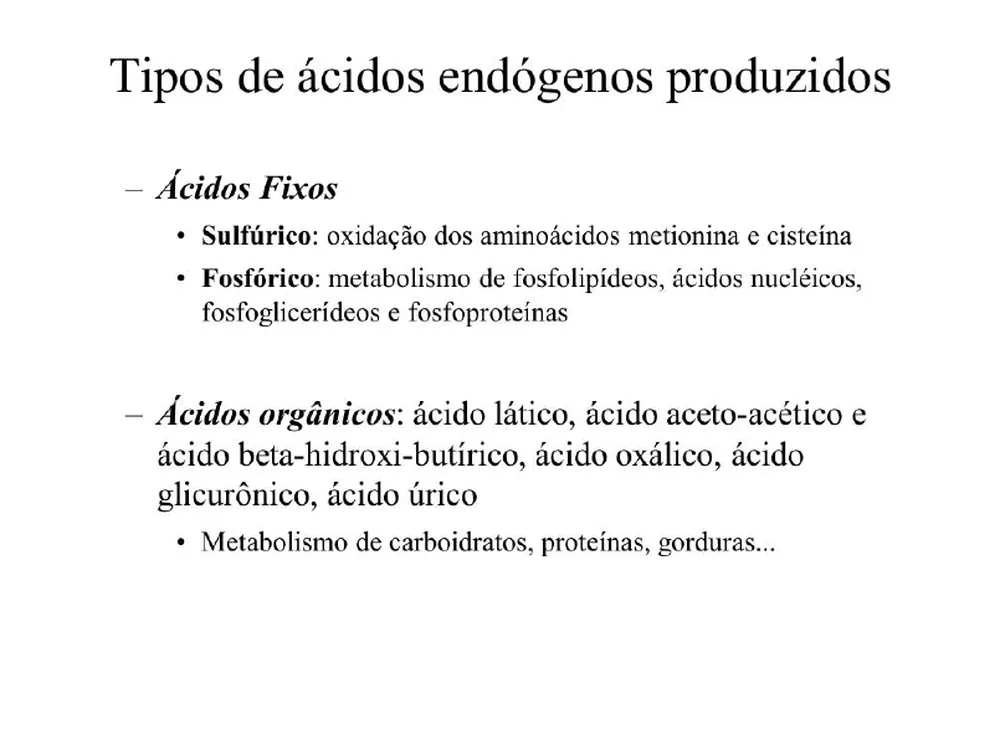 Tipos de ácidos endógenos produzidos
– Ácidos Fixos
• Sulfúrico: oxidação dos aminoácidos metionina e cisteína
• Fosfórico: metabolismo de fosfolipídeos, ácidos nucléicos,
fosfoglicerídeos e fosfoproteínas
– Ácidos orgânicos: ácido lático, ácido aceto-acético e
ácido beta-hidroxi-butírico, ácido oxálico, ácido
glicurônico, ácido úrico
• Metabolismo de carboidratos, proteínas, gorduras...